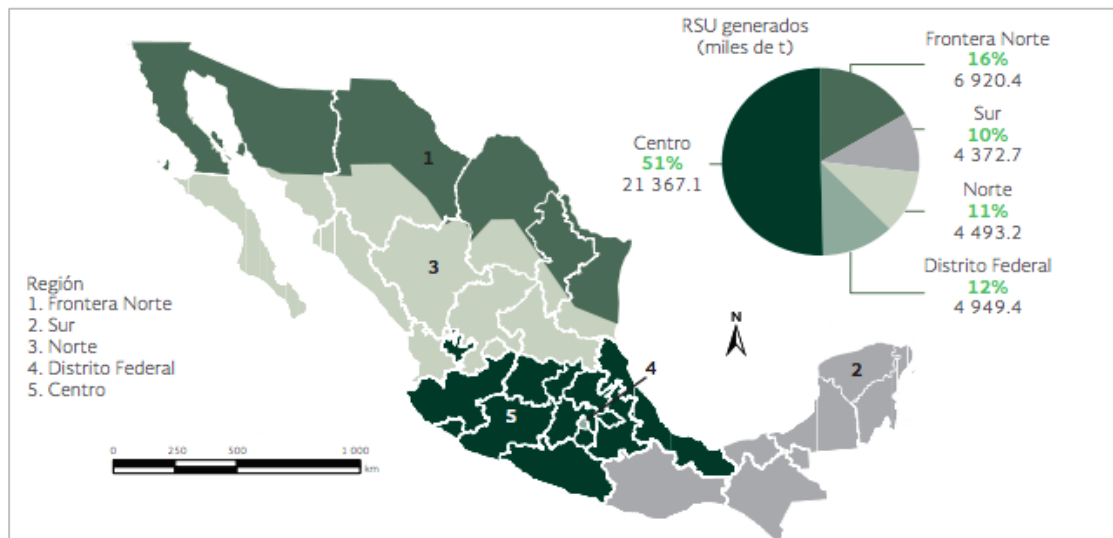 RSU generados
(miles de t)
Frontera Norte
16%
6 920.4
Sur
10%
4 372.7
Norte
11%
4 493.2
Distrito Federal
12%
4 949.4
Centro
51%
21 367.1
1
3
5
4
2
N
Región
1. Frontera Norte
2. Sur
3. Norte
4. Distrito Federal
5. Centro
0 250 500 1 000
km